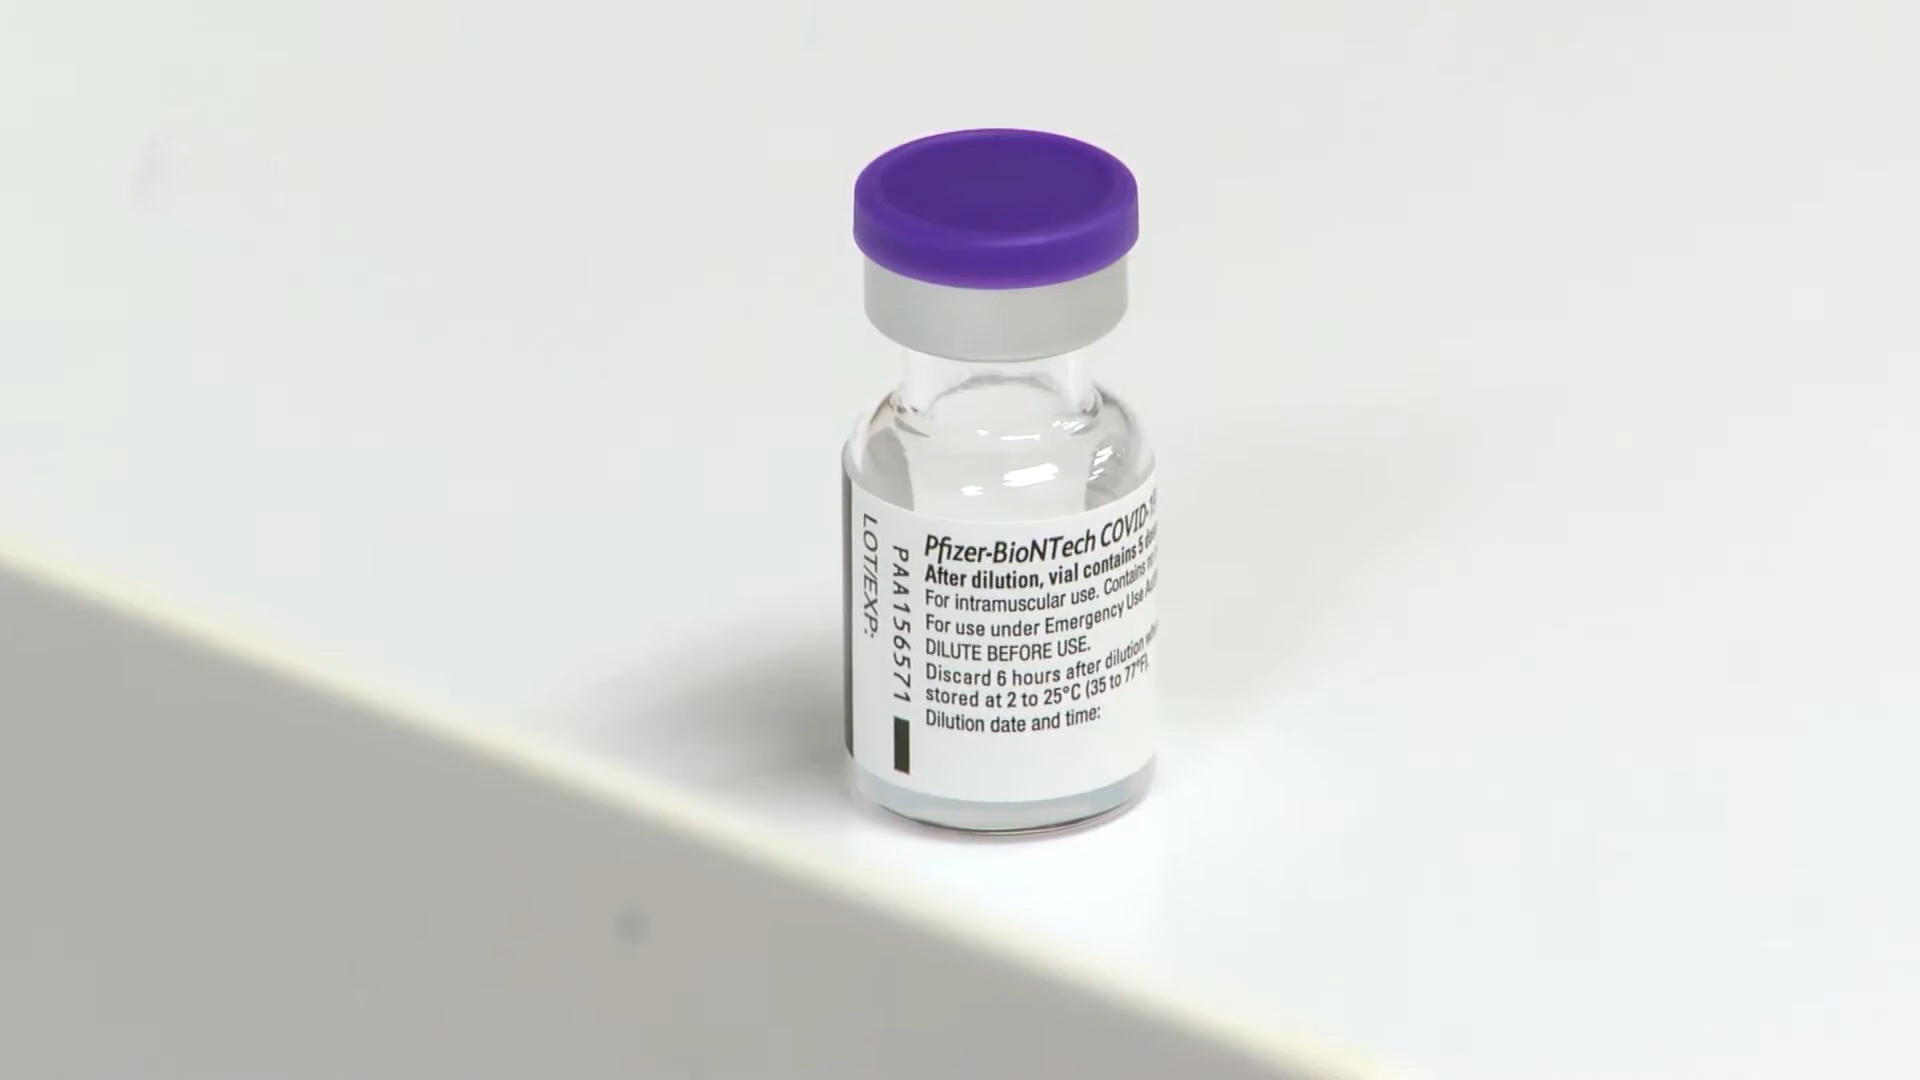 LOT/EXP:
PAA156571
Pfizer-BioNTech COVID-19
After dilution, vial contains 5
For intramuscular use. Contains
For use under Emergency Use
DILUTE BEFORE USE.
Discard 6 hours after dilution
stored at 2 to 25°C (35 to 77°F).
Dilution date and time: